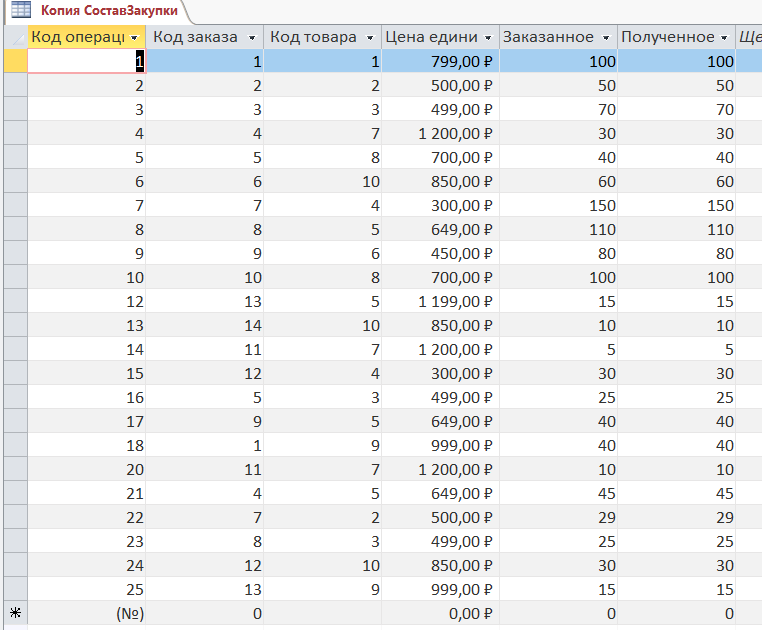 Копия СоставЗакупки
Код операци Код заказа Код товара Цена едини Заказанное Полученное Ще
1 1 1 799,00 ₽ 100 100
2 2 2 500,00 ₽ 50 50
3 3 3 499,00 ₽ 70 70
4 4 7 1 200,00 ₽ 30 30
5 5 8 700,00 ₽ 40 40
6 6 10 850,00 ₽ 60 60
7 7 4 300,00 ₽ 150 150
8 8 5 649,00 ₽ 110 110
9 9 6 450,00 ₽ 80 80
10 10 8 700,00 ₽ 100 100
12 13 5 1 199,00 ₽ 15 15
13 14 10 850,00 ₽ 10 10
14 11 7 1 200,00 ₽ 5 5
15 12 4 300,00 ₽ 30 30
16 5 3 499,00 ₽ 25 25
17 9 5 649,00 ₽ 40 40
18 1 9 999,00 ₽ 40 40
20 11 7 1 200,00 ₽ 10 10
21 4 5 649,00 ₽ 45 45
22 7 2 500,00 ₽ 29 29
23 8 3 499,00 ₽ 25 25
24 12 10 850,00 ₽ 30 30
25 13 9 999,00 ₽ 15 15
(№) 0 0,00 ₽ 0 0